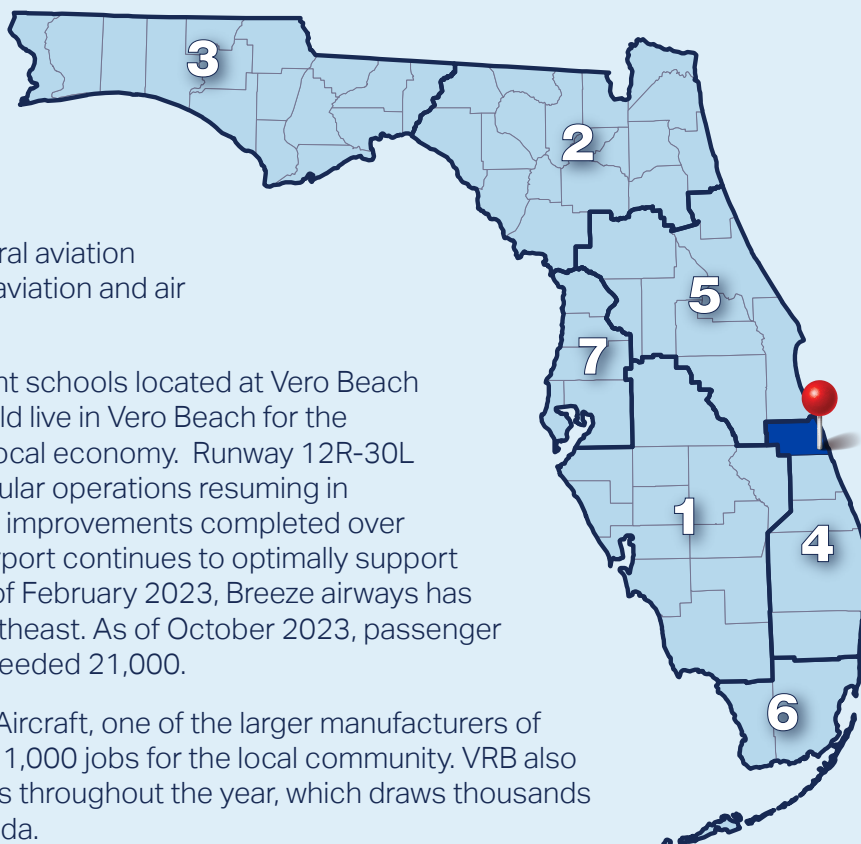 3
2
ral aviation
aviation and air
5
7
nt schools located at Vero Beach
ld live in Vero Beach for the
ocal economy.  Runway 12R-30L
ular operations resuming in
improvements completed over
rport continues to optimally support
of February 2023, Breeze airways has
theast. As of October 2023, passenger
eeded 21,000.
1
4
Aircraft, one of the larger manufacturers of
1,000 jobs for the local community. VRB also
s throughout the year, which draws thousands
da.
6